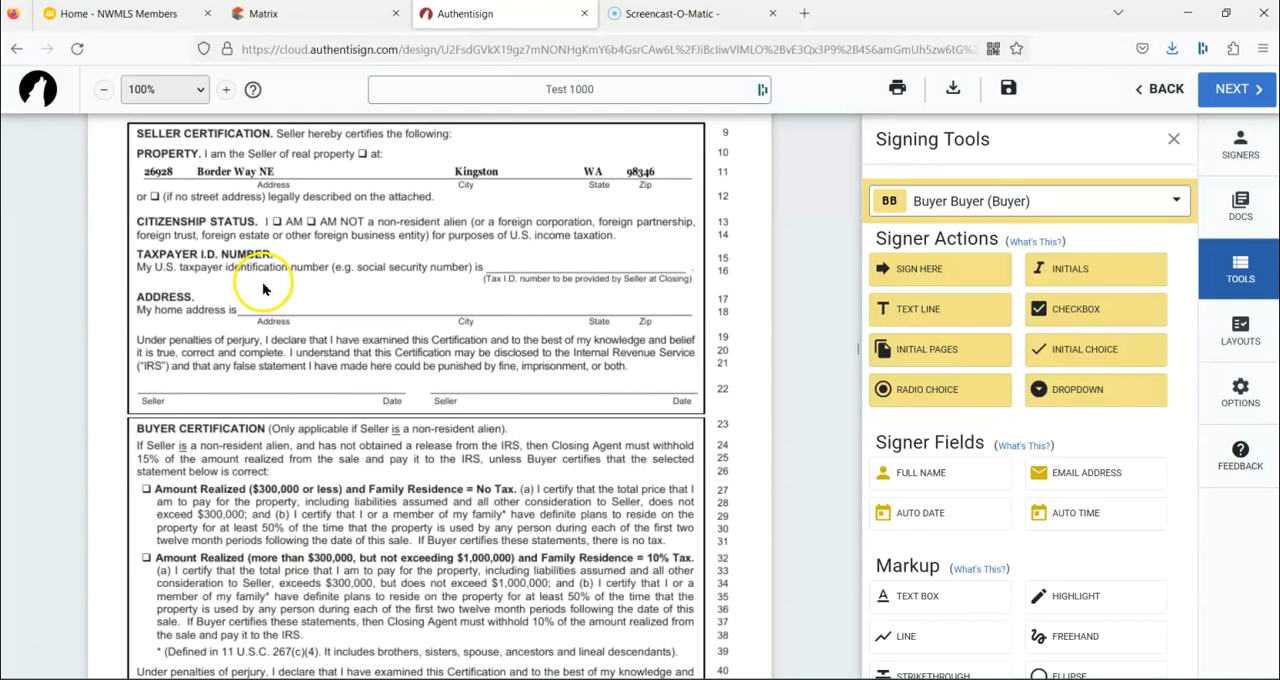 Home - NWMLS Members
Matrix
Authentisign
Screencast-O-Matic -
https://cloud.authentisign.com/design/
100%
Test 1000
BACK
NEXT
SELLER CERTIFICATION. Seller hereby certifies the following: 9
PROPERTY. I am the Seller of real property ❑ at: 10
26928 Border Way NE Kingston WA 98346 11
Address City State Zip
or ❑ (if no street address) legally described on the attached. 12
CITIZENSHIP STATUS. I ❑ AM ❑ AM NOT a non-resident alien (or a foreign corporation, foreign partnership, 13
foreign trust, foreign estate or other foreign business entity) for purposes of U.S. income taxation. 14
TAXPAYER I.D. NUMBER. 15
My U.S. taxpayer identification number (e.g. social security number) is . 16
(Tax I.D. number to be provided by Seller at Closing)
ADDRESS. 17
My home address is 18
Address City State Zip
Under penalties of perjury, I declare that I have examined this Certification and to the best of my knowledge and belief 19
it is true, correct and complete. I understand that this Certification may be disclosed to the Internal Revenue Service 20
("IRS") and that any false statement I have made here could be punished by fine, imprisonment, or both. 21
22
Seller Date Seller Date
BUYER CERTIFICATION (Only applicable if Seller is a non-resident alien). 23
If Seller is a non-resident alien, and has not obtained a release from the IRS, then Closing Agent must withhold 24
15% of the amount realized from the sale and pay it to the IRS, unless Buyer certifies that the selected 25
statement below is correct: 26
❑ Amount Realized ($300,000 or less) and Family Residence = No Tax. (a) I certify that the total price that I 27
am to pay for the property, including liabilities assumed and all other consideration to Seller, does not 28
exceed $300,000; and (b) I certify that I or a member of my family* have definite plans to reside on the 29
property for at least 50% of the time that the property is used by any person during each of the first two 30
twelve month periods following the date of this sale. If Buyer certifies these statements, there is no tax. 31
❑ Amount Realized (more than $300,000, but not exceeding $1,000,000) and Family Residence = 10% Tax. 32
(a) I certify that the total price that I am to pay for the property, including liabilities assumed and all other 33
consideration to Seller, exceeds $300,000, but does not exceed $1,000,000; and (b) I certify that I or a 34
member of my family* have definite plans to reside on the property for at least 50% of the time that the 35
property is used by any person during each of the first two twelve month periods following the date of this 36
sale. If Buyer certifies these statements, then Closing Agent must withhold 10% of the amount realized from 37
the sale and pay it to the IRS. 38
* (Defined in 11 U.S.C. 267(c)(4). It includes brothers, sisters, spouse, ancestors and lineal descendants). 39
Under penalties of perjury, I declare that I have examined this Certification and to the best of my knowledge and 40
Signing Tools
BB Buyer Buyer (Buyer)
Signer Actions (What's This?)
SIGN HERE
INITIALS
TEXT LINE
CHECKBOX
INITIAL PAGES
INITIAL CHOICE
RADIO CHOICE
DROPDOWN
Signer Fields (What's This?)
FULL NAME
EMAIL ADDRESS
AUTO DATE
AUTO TIME
Markup (What's This?)
TEXT BOX
HIGHLIGHT
LINE
FREEHAND
STRIKETHROUGH
ELLIPSE
SIGNERS
DOCS
TOOLS
LAYOUTS
OPTIONS
FEEDBACK